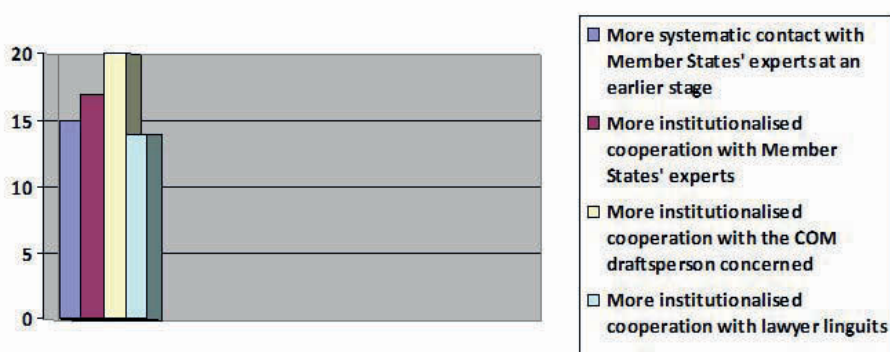 20
15
10
5
0
More systematic contact with
Member States' experts at an
earlier stage
More institutionalised
cooperation with Member
States' experts
More institutionalised
cooperation with the COM
draftsperson concerned
More institutionalised
cooperation with lawyer linguits